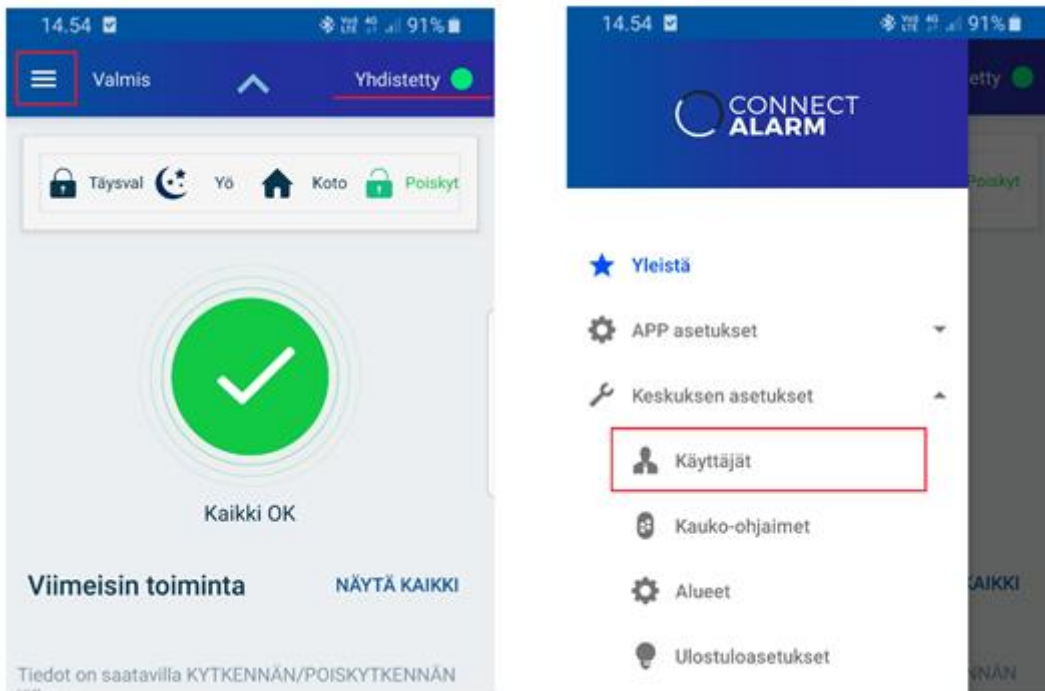 14.54
91%
Valmis
Yhdistetty
Täysval
Yö
Koto
Poiskyt
Kaikki OK
Viimeisin toiminta
NÄYTÄ KAIKKI
Tiedot on saatavilla KYTKENNÄN/POISKYTKENNÄN
14.54
91%
etty
CONNECT
ALARM
Poiskyt
Yleistä
APP asetukset
Keskuksen asetukset
Käyttäjät
Kauko-ohjaimet
Alueet
KAIKKI
Ulostuloasetukset
NNÄN